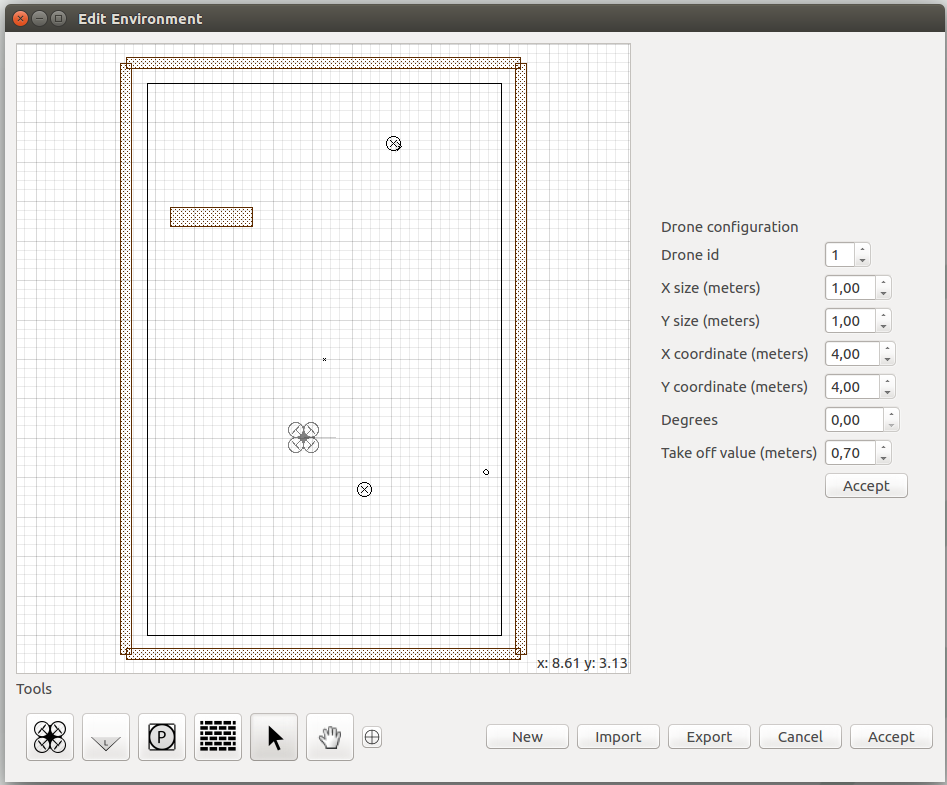 Edit Environment
Drone configuration
Drone id 1
X size (meters) 1,00
Y size (meters) 1,00
X coordinate (meters) 4,00
Y coordinate (meters) 4,00
Degrees 0,00
Take off value (meters) 0,70
Accept
x: 8.61 y: 3.13
Tools
L P New Import Export Cancel Accept